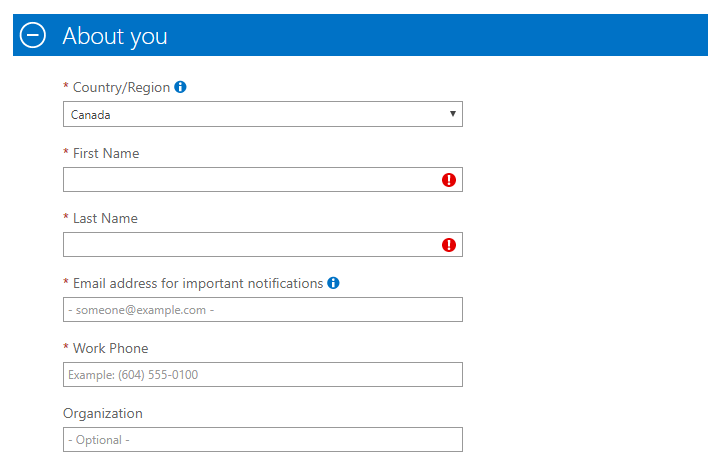 About you
* Country/Region
Canada
* First Name
* Last Name
* Email address for important notifications
- someone@example.com -
* Work Phone
Example: (604) 555-0100
Organization
- Optional -